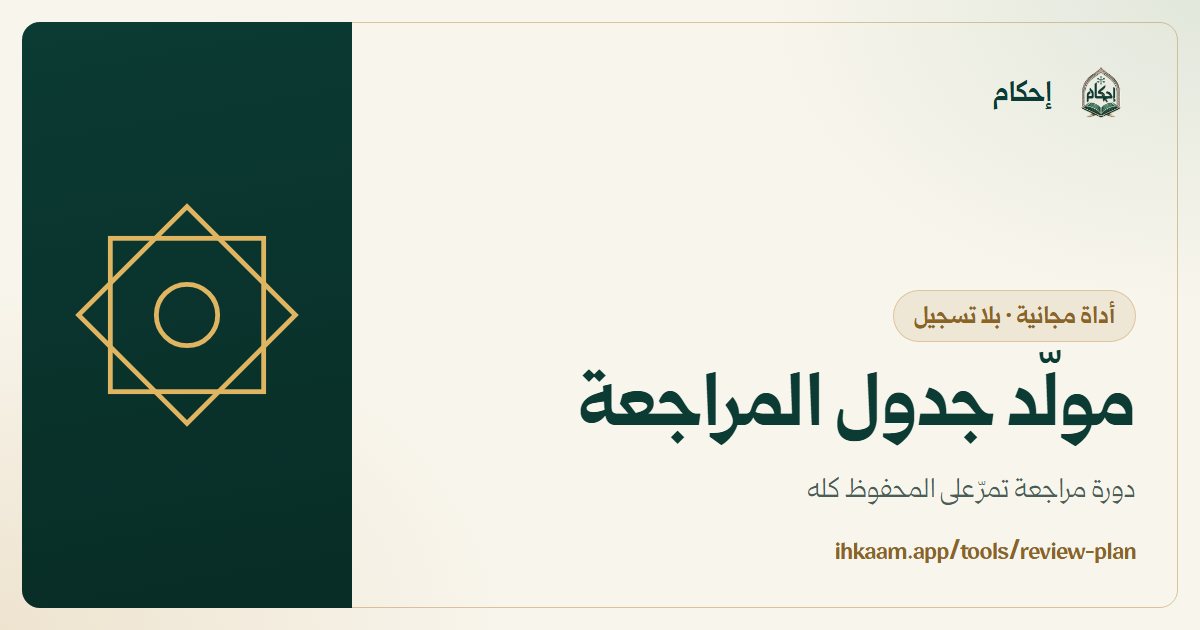 إحكام
إحكام
أداة مجانية · بلا تسجيل
مولّد جدول المراجعة
دورة مراجعة تمرّ على المحفوظ كله
ihkaam.app/tools/review-plan